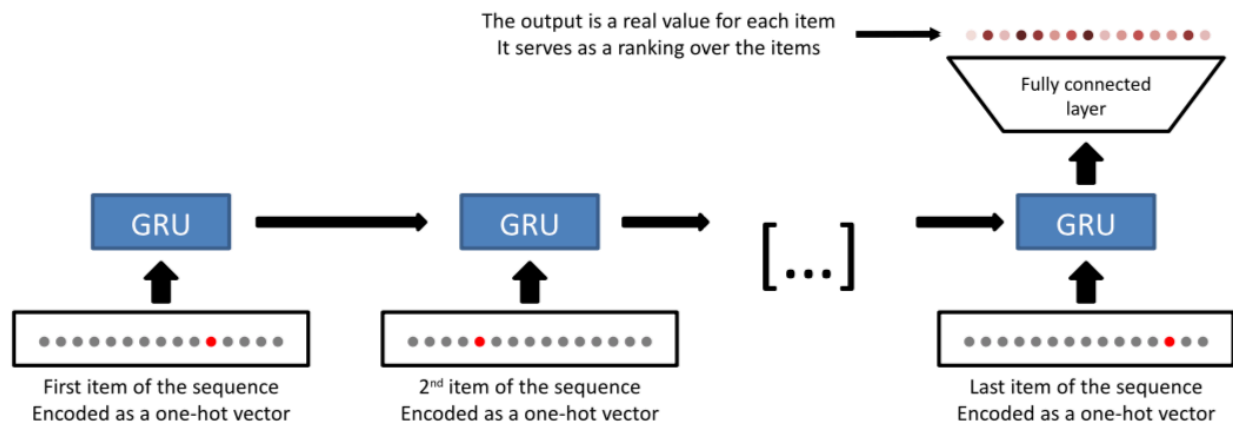 The output is a real value for each item
It serves as a ranking over the items
Fully connected
layer
GRU
GRU
[...]
GRU
First item of the sequence
Encoded as a one-hot vector
2nd item of the sequence
Encoded as a one-hot vector
Last item of the sequence
Encoded as a one-hot vector